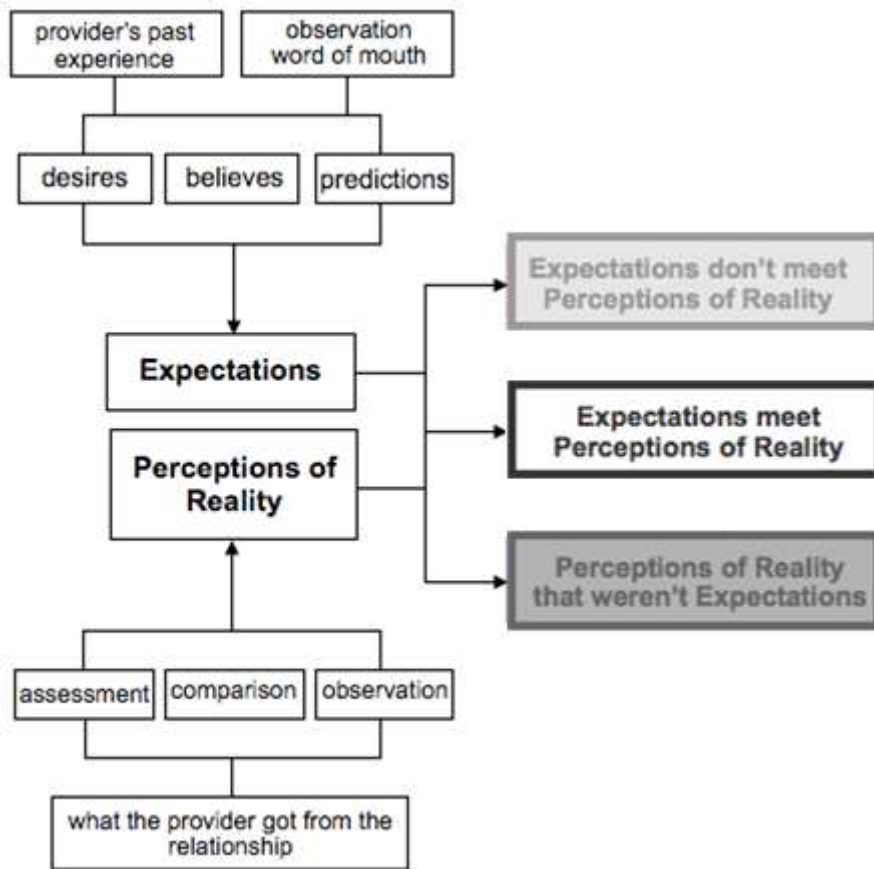 provider's past
experience
observation
word of mouth
desires
believes
predictions
Expectations don't meet
Perceptions of Reality
Expectations
Expectations meet
Perceptions of Reality
Perceptions of
Reality
Perceptions of Reality
that weren't Expectations
assessment
comparison
observation
what the provider got from the
relationship